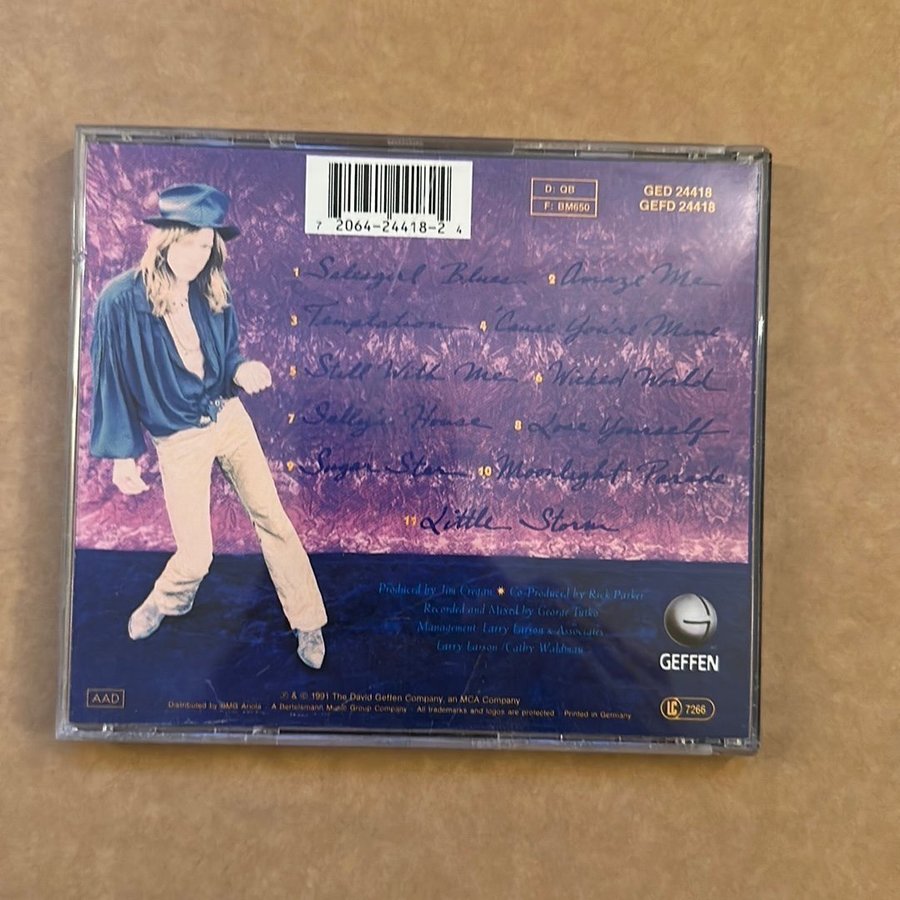 7 2064-24418-2 4
D: QB
F: BM650
GED 24418
GEFD 24418
1 Salesgirl Blues 2 Amaze Me
3 Temptation 4 'Cause You're Mine
5 Still With Me 6 Wicked World
7 Sally's House 8 Lose Yourself
9 Sugar Star 10 Moonlight Parade
11 Little Storm
Produced by Jim Cregan * Co-Produced by Rick Parker
Recorded and Mixed by George Tutko
Management: Larry Larson & Associates
Larry Larson / Cathy Waldman
GEFFEN
AAD
℗ & © 1991 The David Geffen Company, an MCA Company
Distributed by BMG Ariola · A Bertelsmann Music Group Company · All trademarks and logos are protected · Printed in Germany
LC 7266